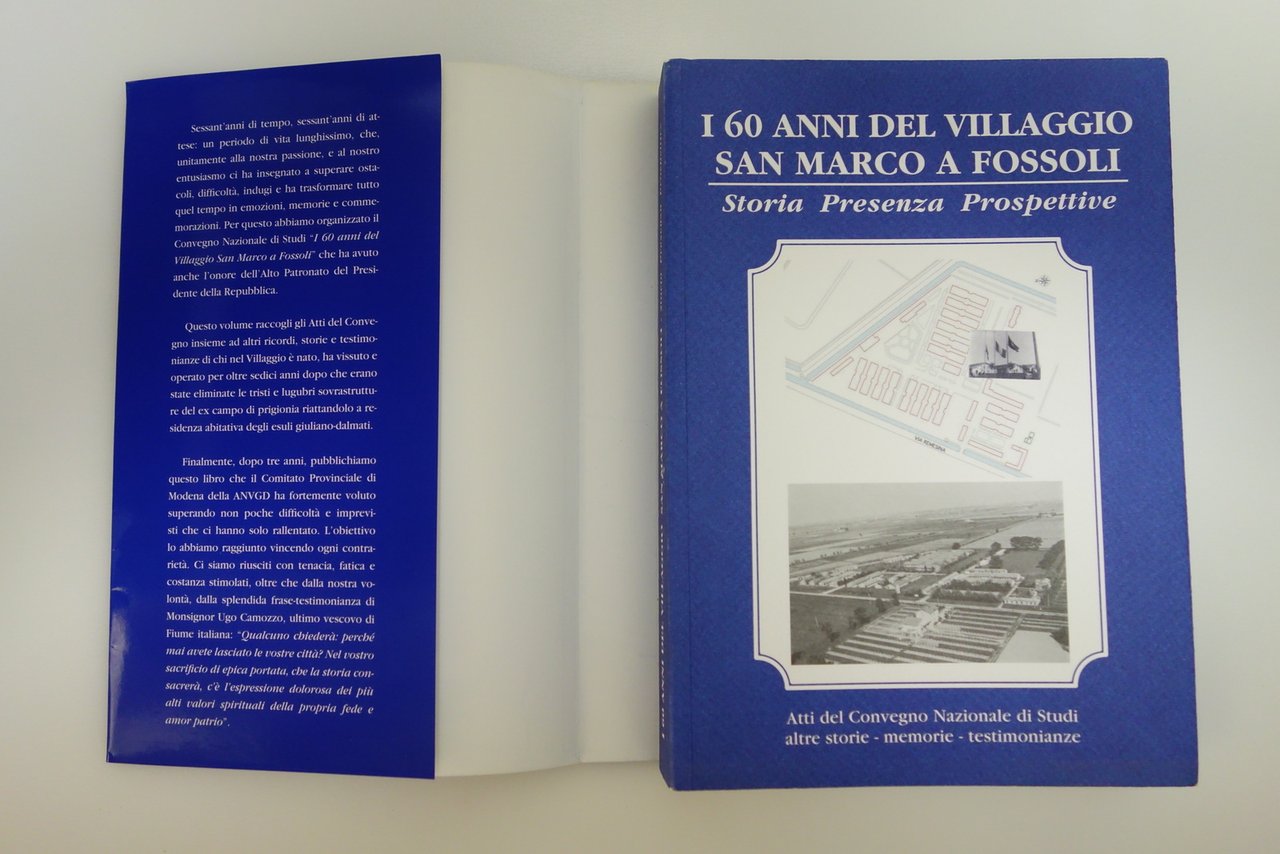 Sessant'anni di tempo, sessant'anni di at-
tese: un periodo di vita lunghissimo, che,
unitamente alla nostra passione, e al nostro
entusiasmo ci ha insegnato a superare osta-
coli, difficoltà, indugi e ha trasformare tutto
quel tempo in emozioni, memorie e comme-
morazioni. Per questo abbiamo organizzato il
Convegno Nazionale di Studi "I 60 anni del
Villaggio San Marco a Fossoli" che ha avuto
anche l'onore dell'Alto Patronato del Presi-
dente della Repubblica.
Questo volume raccogli gli Atti del Conve-
gno insieme ad altri ricordi, storie e testimo-
nianze di chi nel Villaggio è nato, ha vissuto e
operato per oltre sedici anni dopo che erano
state eliminate le tristi e lugubri sovrastruttu-
re del ex campo di prigionia riattandolo a re-
sidenza abitativa degli esuli giuliano-dalmati.
Finalmente, dopo tre anni, pubblichiamo
questo libro che il Comitato Provinciale di
Modena della ANVGD ha fortemente voluto
superando non poche difficoltà e imprevi-
sti che ci hanno solo rallentato. L'obiettivo
lo abbiamo raggiunto vincendo ogni contra-
rietà. Ci siamo riusciti con tenacia, fatica e
costanza stimolati, oltre che dalla nostra vo-
lontà, dalla splendida frase-testimonianza di
Monsignor Ugo Camozzo, ultimo vescovo di
Fiume italiana: "Qualcuno chiederà: perché
mai avete lasciato le vostre città? Nel vostro
sacrificio di epica portata, che la storia con-
sacrerà, c'è l'espressione dolorosa dei più
alti valori spirituali della propria fede e
amor patrio".
I 60 ANNI DEL VILLAGGIO
SAN MARCO A FOSSOLI
Storia Presenza Prospettive
VIA REMESINA
Atti del Convegno Nazionale di Studi
altre storie - memorie - testimonianze